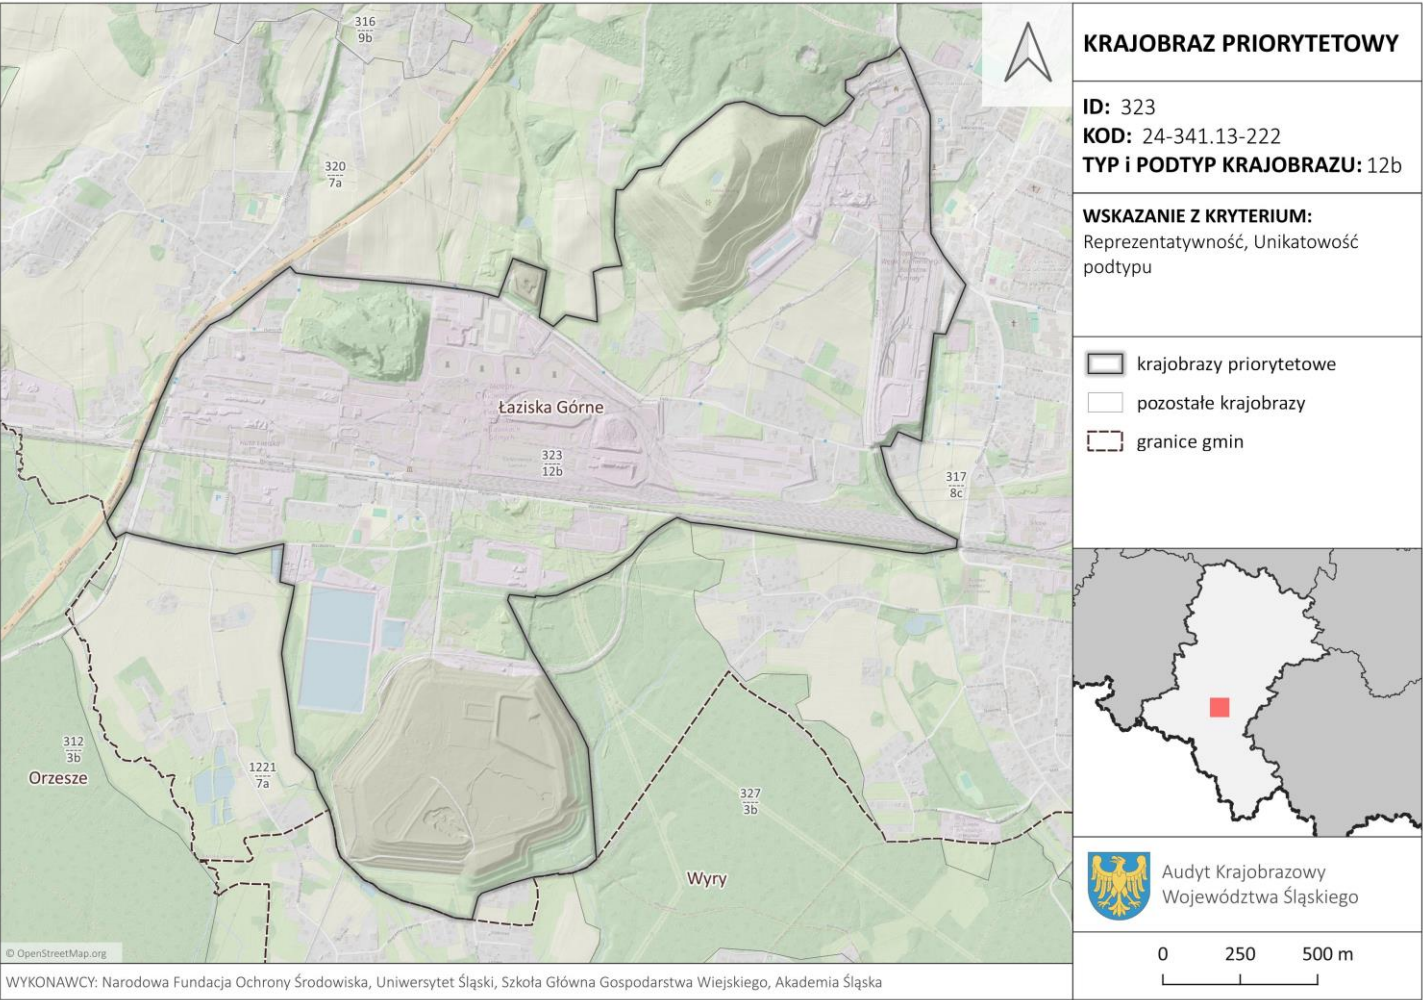 316
9b
320
7a
Łaziska Górne
323
12b
317
8c
312
3b
Orzesze
1221
7a
327
3b
Wyry
© OpenStreetMap.org
KRAJOBRAZ PRIORYTETOWY
ID: 323
KOD: 24-341.13-222
TYP i PODTYP KRAJOBRAZU: 12b
WSKAZANIE Z KRYTERIUM:
Reprezentatywność, Unikatowość
podtypu
krajobrazy priorytetowe
pozostałe krajobrazy
granice gmin
Audyt Krajobrazowy
Województwa Śląskiego
0 250 500 m
WYKONAWCY: Narodowa Fundacja Ochrony Środowiska, Uniwersytet Śląski, Szkoła Główna Gospodarstwa Wiejskiego, Akademia Śląska